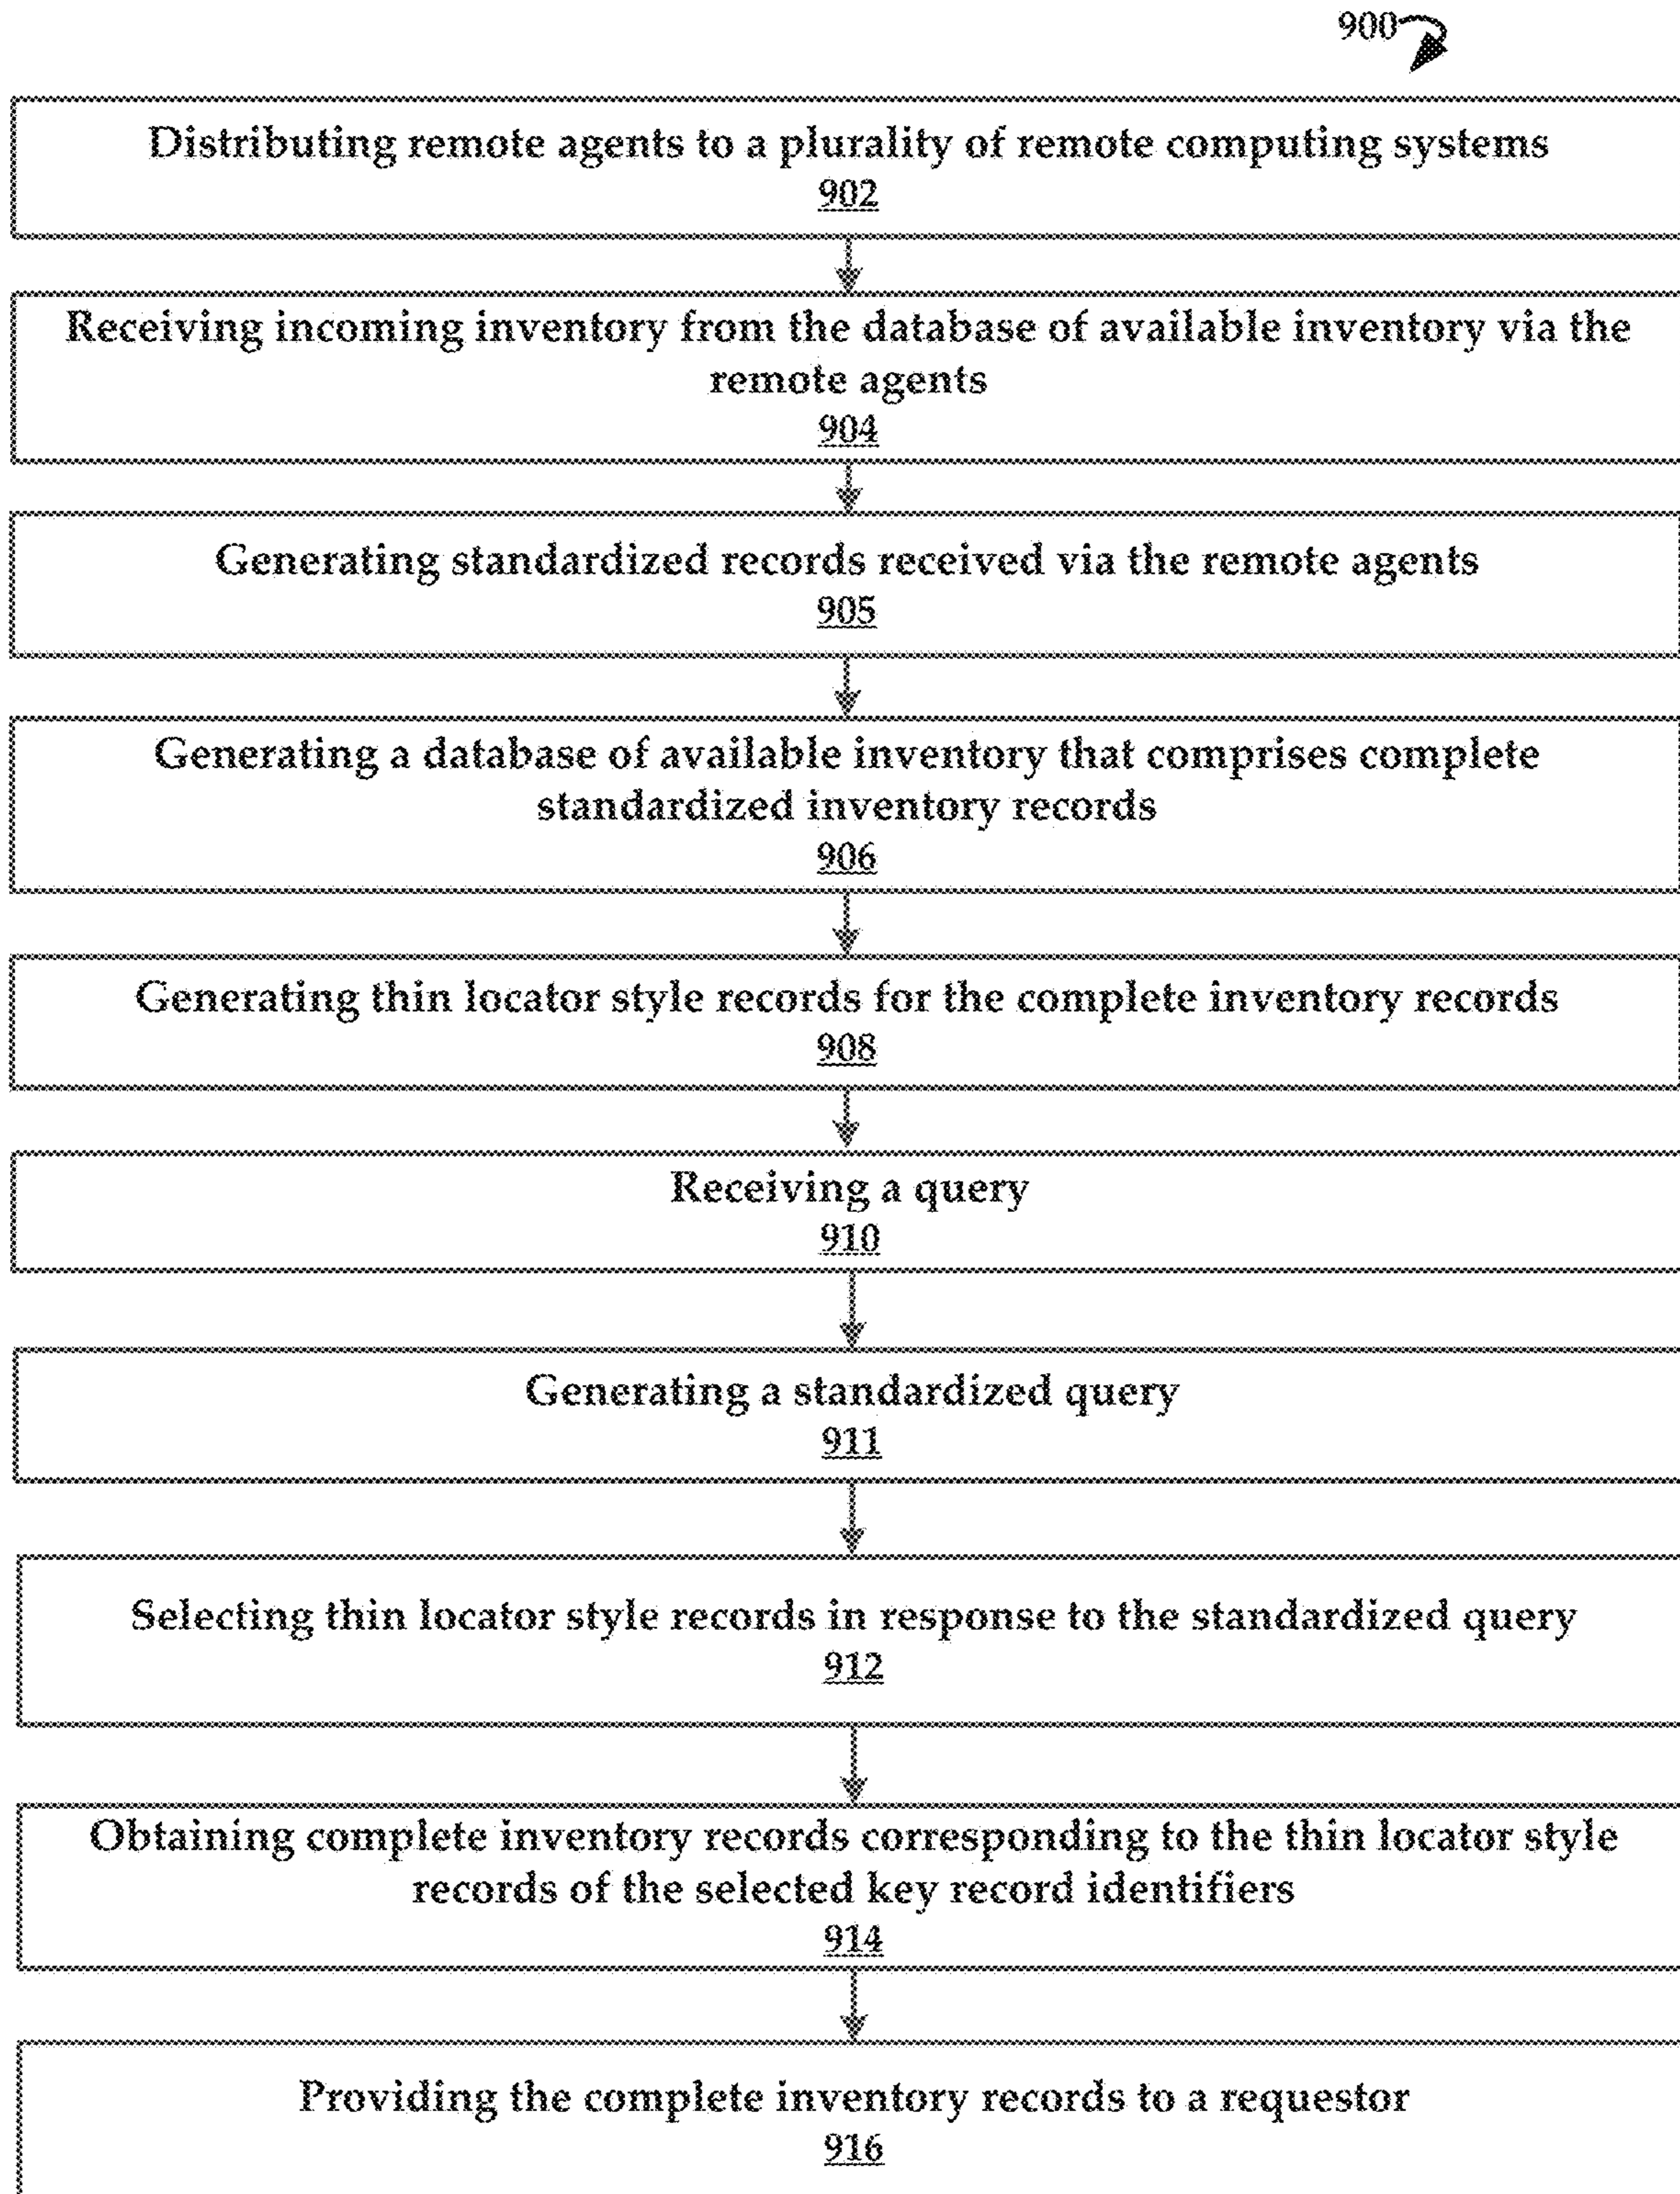 900
Distributing remote agents to a plurality of remote computing systems
902
Receiving incoming inventory from the database of available inventory via the
remote agents
904
Generating standardized records received via the remote agents
905
Generating a database of available inventory that comprises complete
standardized inventory records
906
Generating thin locator style records for the complete inventory records
908
Receiving a query
910
Generating a standardized query
911
Selecting thin locator style records in response to the standardized query
912
Obtaining complete inventory records corresponding to the thin locator style
records of the selected key record identifiers
914
Providing the complete inventory records to a requestor
916